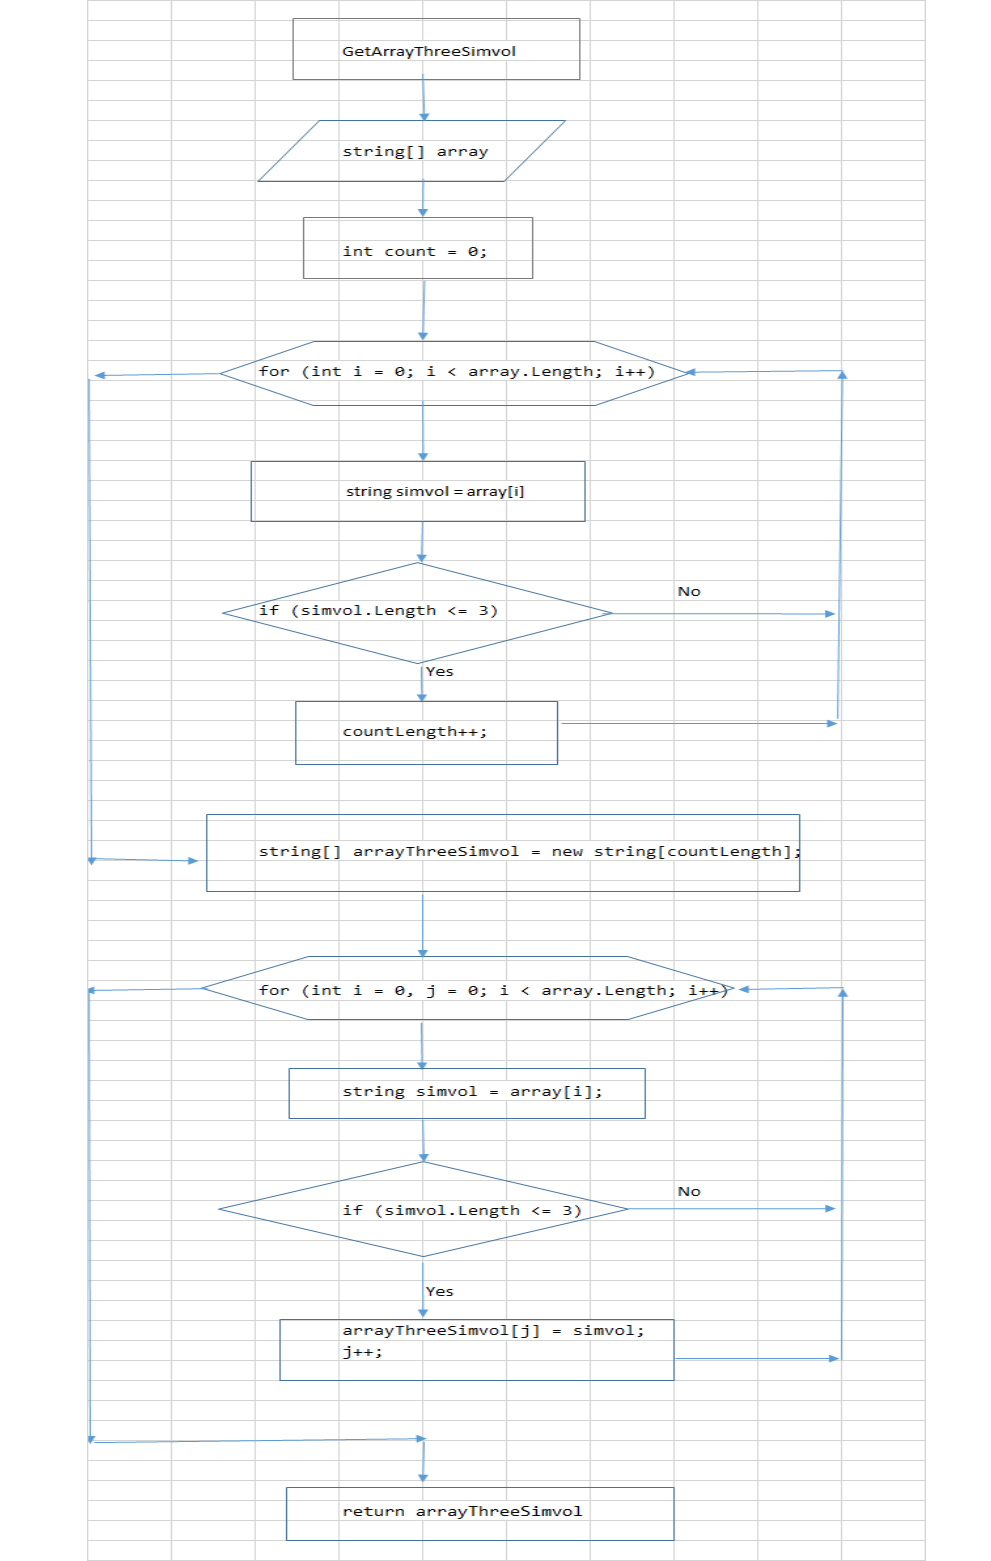 GetArrayThreeSimvol
string[] array
int count = 0;
for (int i = 0; i < array.Length; i++)
string simvol = array[i]
No
if (simvol.Length <= 3)
Yes
countLength++;
string[] arrayThreeSimvol = new string[countLength];
for (int i = 0, j = 0; i < array.Length; i++)
string simvol = array[i];
No
if (simvol.Length <= 3)
Yes
arrayThreeSimvol[j] = simvol;
j++;
return arrayThreeSimvol